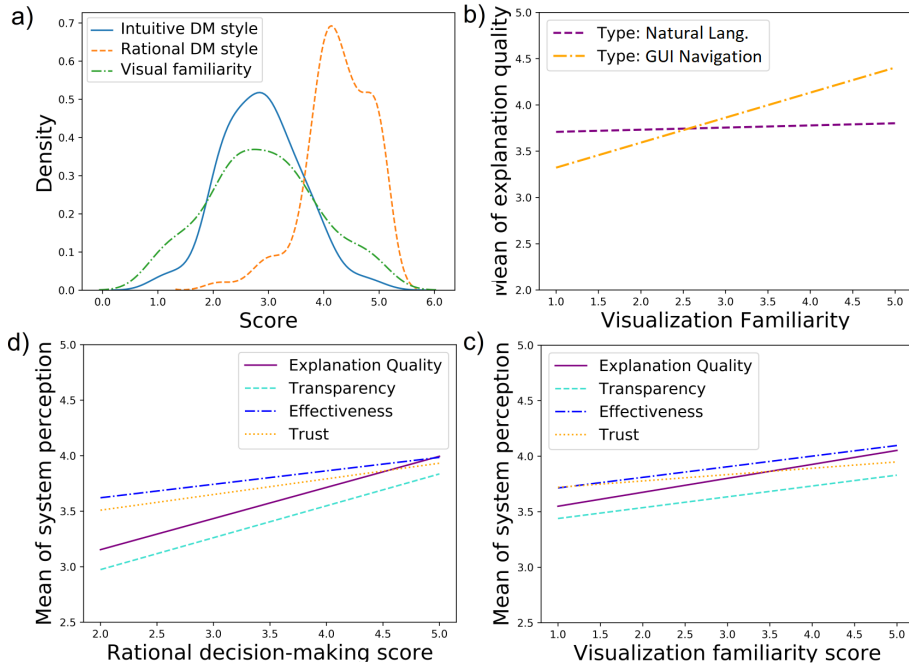 a)
Intuitive DM style
Rational DM style
Visual familiarity
Density
0.7
0.6
0.5
0.4
0.3
0.2
0.1
0.0
0.0 1.0 2.0 3.0 4.0 5.0 6.0
Score
b)
Type: Natural Lang.
Type: GUI Navigation
Mean of explanation quality
5.0
4.5
4.0
3.5
3.0
2.5
2.0
1.0 1.5 2.0 2.5 3.0 3.5 4.0 4.5 5.0
Visualization Familiarity
d)
Explanation Quality
Transparency
Effectiveness
Trust
Mean of system perception
5.0
4.5
4.0
3.5
3.0
2.5
2.0 2.5 3.0 3.5 4.0 4.5 5.0
Rational decision-making score
c)
Explanation Quality
Transparency
Effectiveness
Trust
Mean of system perception
5.0
4.5
4.0
3.5
3.0
2.5
1.0 1.5 2.0 2.5 3.0 3.5 4.0 4.5 5.0
Visualization familiarity score